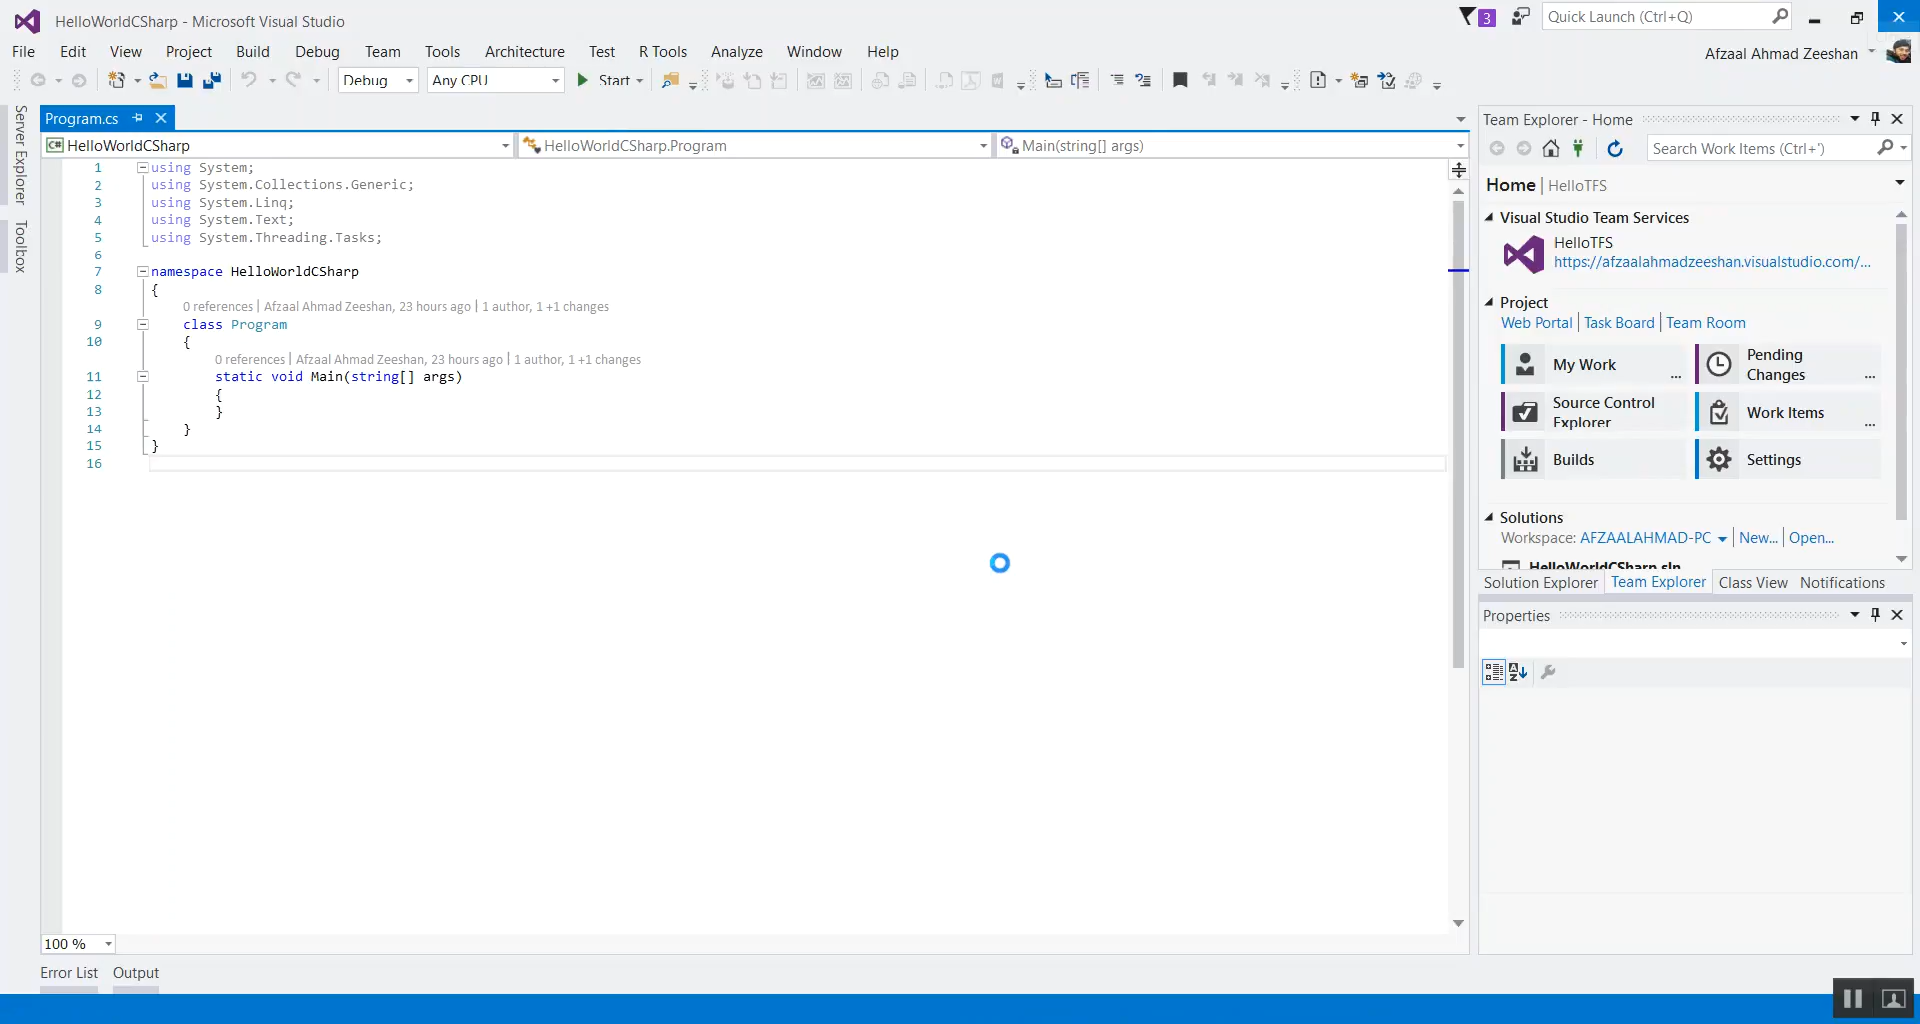 HelloWorldCSharp - Microsoft Visual Studio
3
Quick Launch (Ctrl+Q)
File Edit View Project Build Debug Team Tools Architecture Test R Tools Analyze Window Help
Afzaal Ahmad Zeeshan
Debug Any CPU Start
Server Explorer
Toolbox
Program.cs
HelloWorldCSharp HelloWorldCSharp.Program Main(string[] args)
1 using System;
2 using System.Collections.Generic;
3 using System.Linq;
4 using System.Text;
5 using System.Threading.Tasks;
6
7 namespace HelloWorldCSharp
8 {
0 references | Afzaal Ahmad Zeeshan, 23 hours ago | 1 author, 1 +1 changes
9 class Program
10 {
0 references | Afzaal Ahmad Zeeshan, 23 hours ago | 1 author, 1 +1 changes
11 static void Main(string[] args)
12 {
13 }
14 }
15 }
16
100 %
Error List Output
Team Explorer - Home
Search Work Items (Ctrl+')
Home | HelloTFS
Visual Studio Team Services
HelloTFS
https://afzaalahmadzeeshan.visualstudio.com/...
Project
Web Portal | Task Board | Team Room
My Work ...
Pending Changes ...
Source Control Explorer
Work Items ...
Builds
Settings
Solutions
Workspace: AFZAALAHMAD-PC | New... | Open...
HelloWorldCSharp.sln
Solution Explorer Team Explorer Class View Notifications
Properties